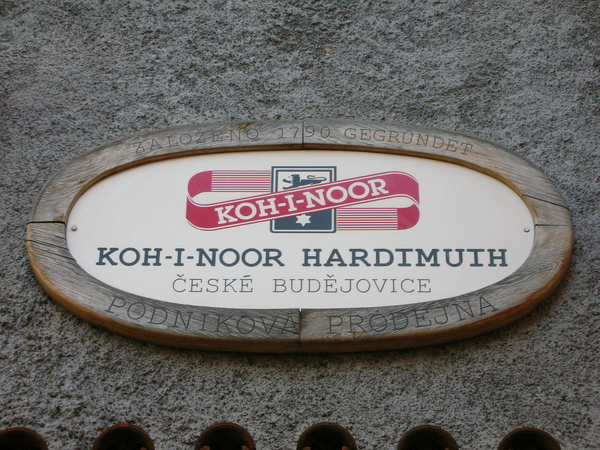 ZALOŽENO 1790 GEGRÜNDET
KOH-I-NOOR
KOH-I-NOOR HARDTMUTH
ČESKÉ BUDĚJOVICE
PODNIKOVÁ PRODEJNA